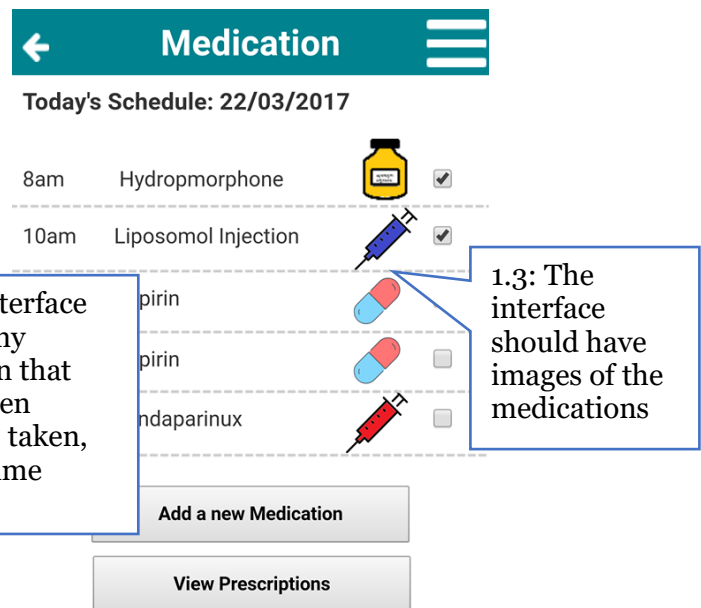 Medication
Today's Schedule: 22/03/2017
8am Hydropmorphone
10am Liposomol Injection
pirin
pirin
ndaparinux
terface
ny
n that
en
taken,
me
1.3: The
interface
should have
images of the
medications
Add a new Medication
View Prescriptions